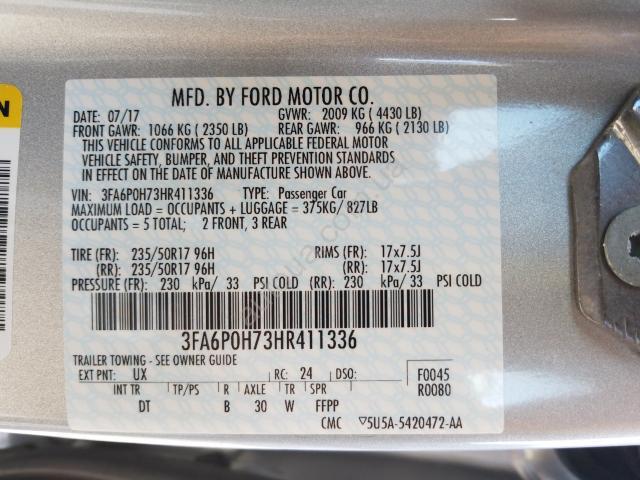 MFD. BY FORD MOTOR CO.
DATE: 07/17 GVWR: 2009 KG ( 4430 LB)
FRONT GAWR: 1066 KG ( 2350 LB) REAR GAWR: 966 KG ( 2130 LB)
THIS VEHICLE CONFORMS TO ALL APPLICABLE FEDERAL MOTOR
VEHICLE SAFETY, BUMPER, AND THEFT PREVENTION STANDARDS
IN EFFECT ON THE DATE OF MANUFACTURE SHOWN ABOVE.
VIN: 3FA6P0H73HR411336 TYPE: Passenger Car
MAXIMUM LOAD = OCCUPANTS + LUGGAGE = 375KG/ 827LB
OCCUPANTS = 5 TOTAL; 2 FRONT, 3 REAR
TIRE (FR): 235/50R17 96H RIMS (FR): 17x7.5J
(RR): 235/50R17 96H (RR): 17x7.5J
PRESSURE (FR): 230 kPa/ 33 PSI COLD (RR): 230 kPa/ 33 PSI COLD
3FA6P0H73HR411336
TRAILER TOWING - SEE OWNER GUIDE
EXT PNT: UX RC: 24 DSO: F0045
INT TR TP/PS R AXLE TR SPR R0080
DT B 30 W FFPP
CMC ▽5U5A-5420472-AA